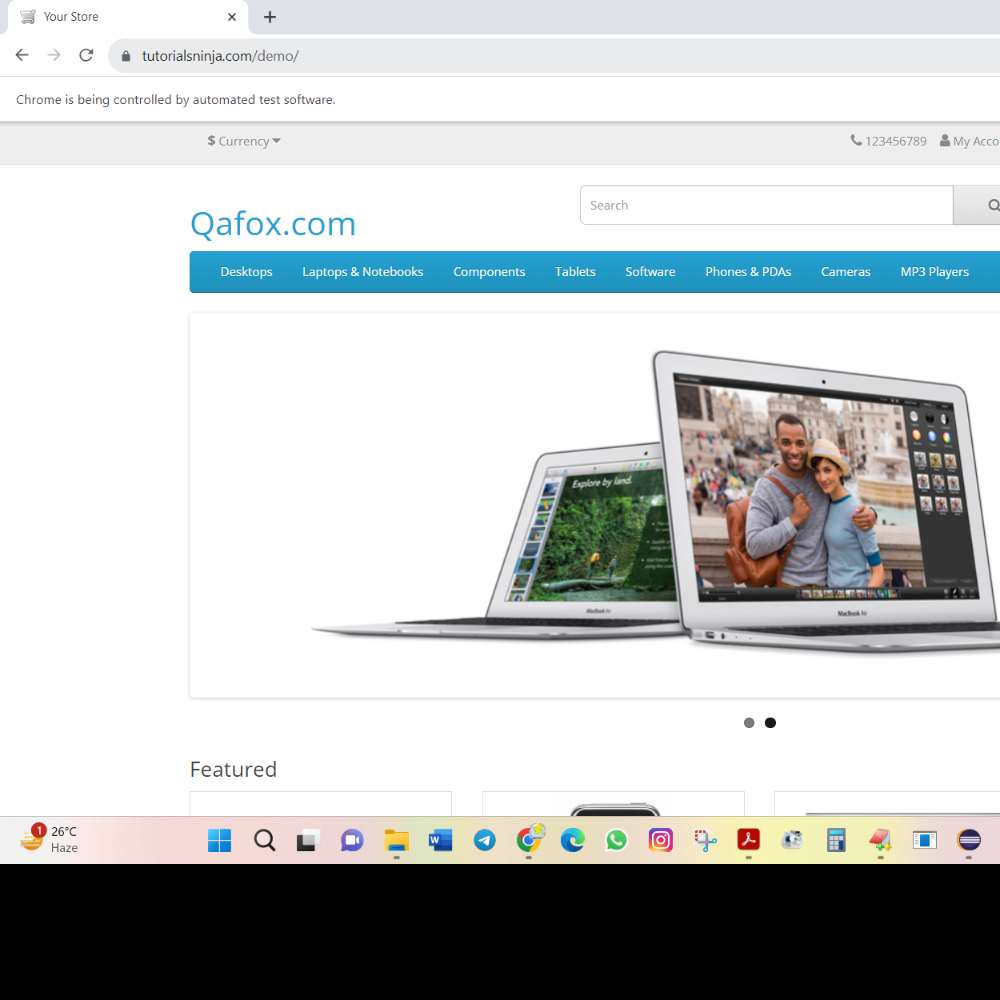 Your Store
tutorialsninja.com/demo/
Chrome is being controlled by automated test software.
$ Currency
123456789 My Acco
Qafox.com
Search
Desktops Laptops & Notebooks Components Tablets Software Phones & PDAs Cameras MP3 Players
Explore by land.
MacBook Air
MacBook Air
Featured
1
26°C
Haze